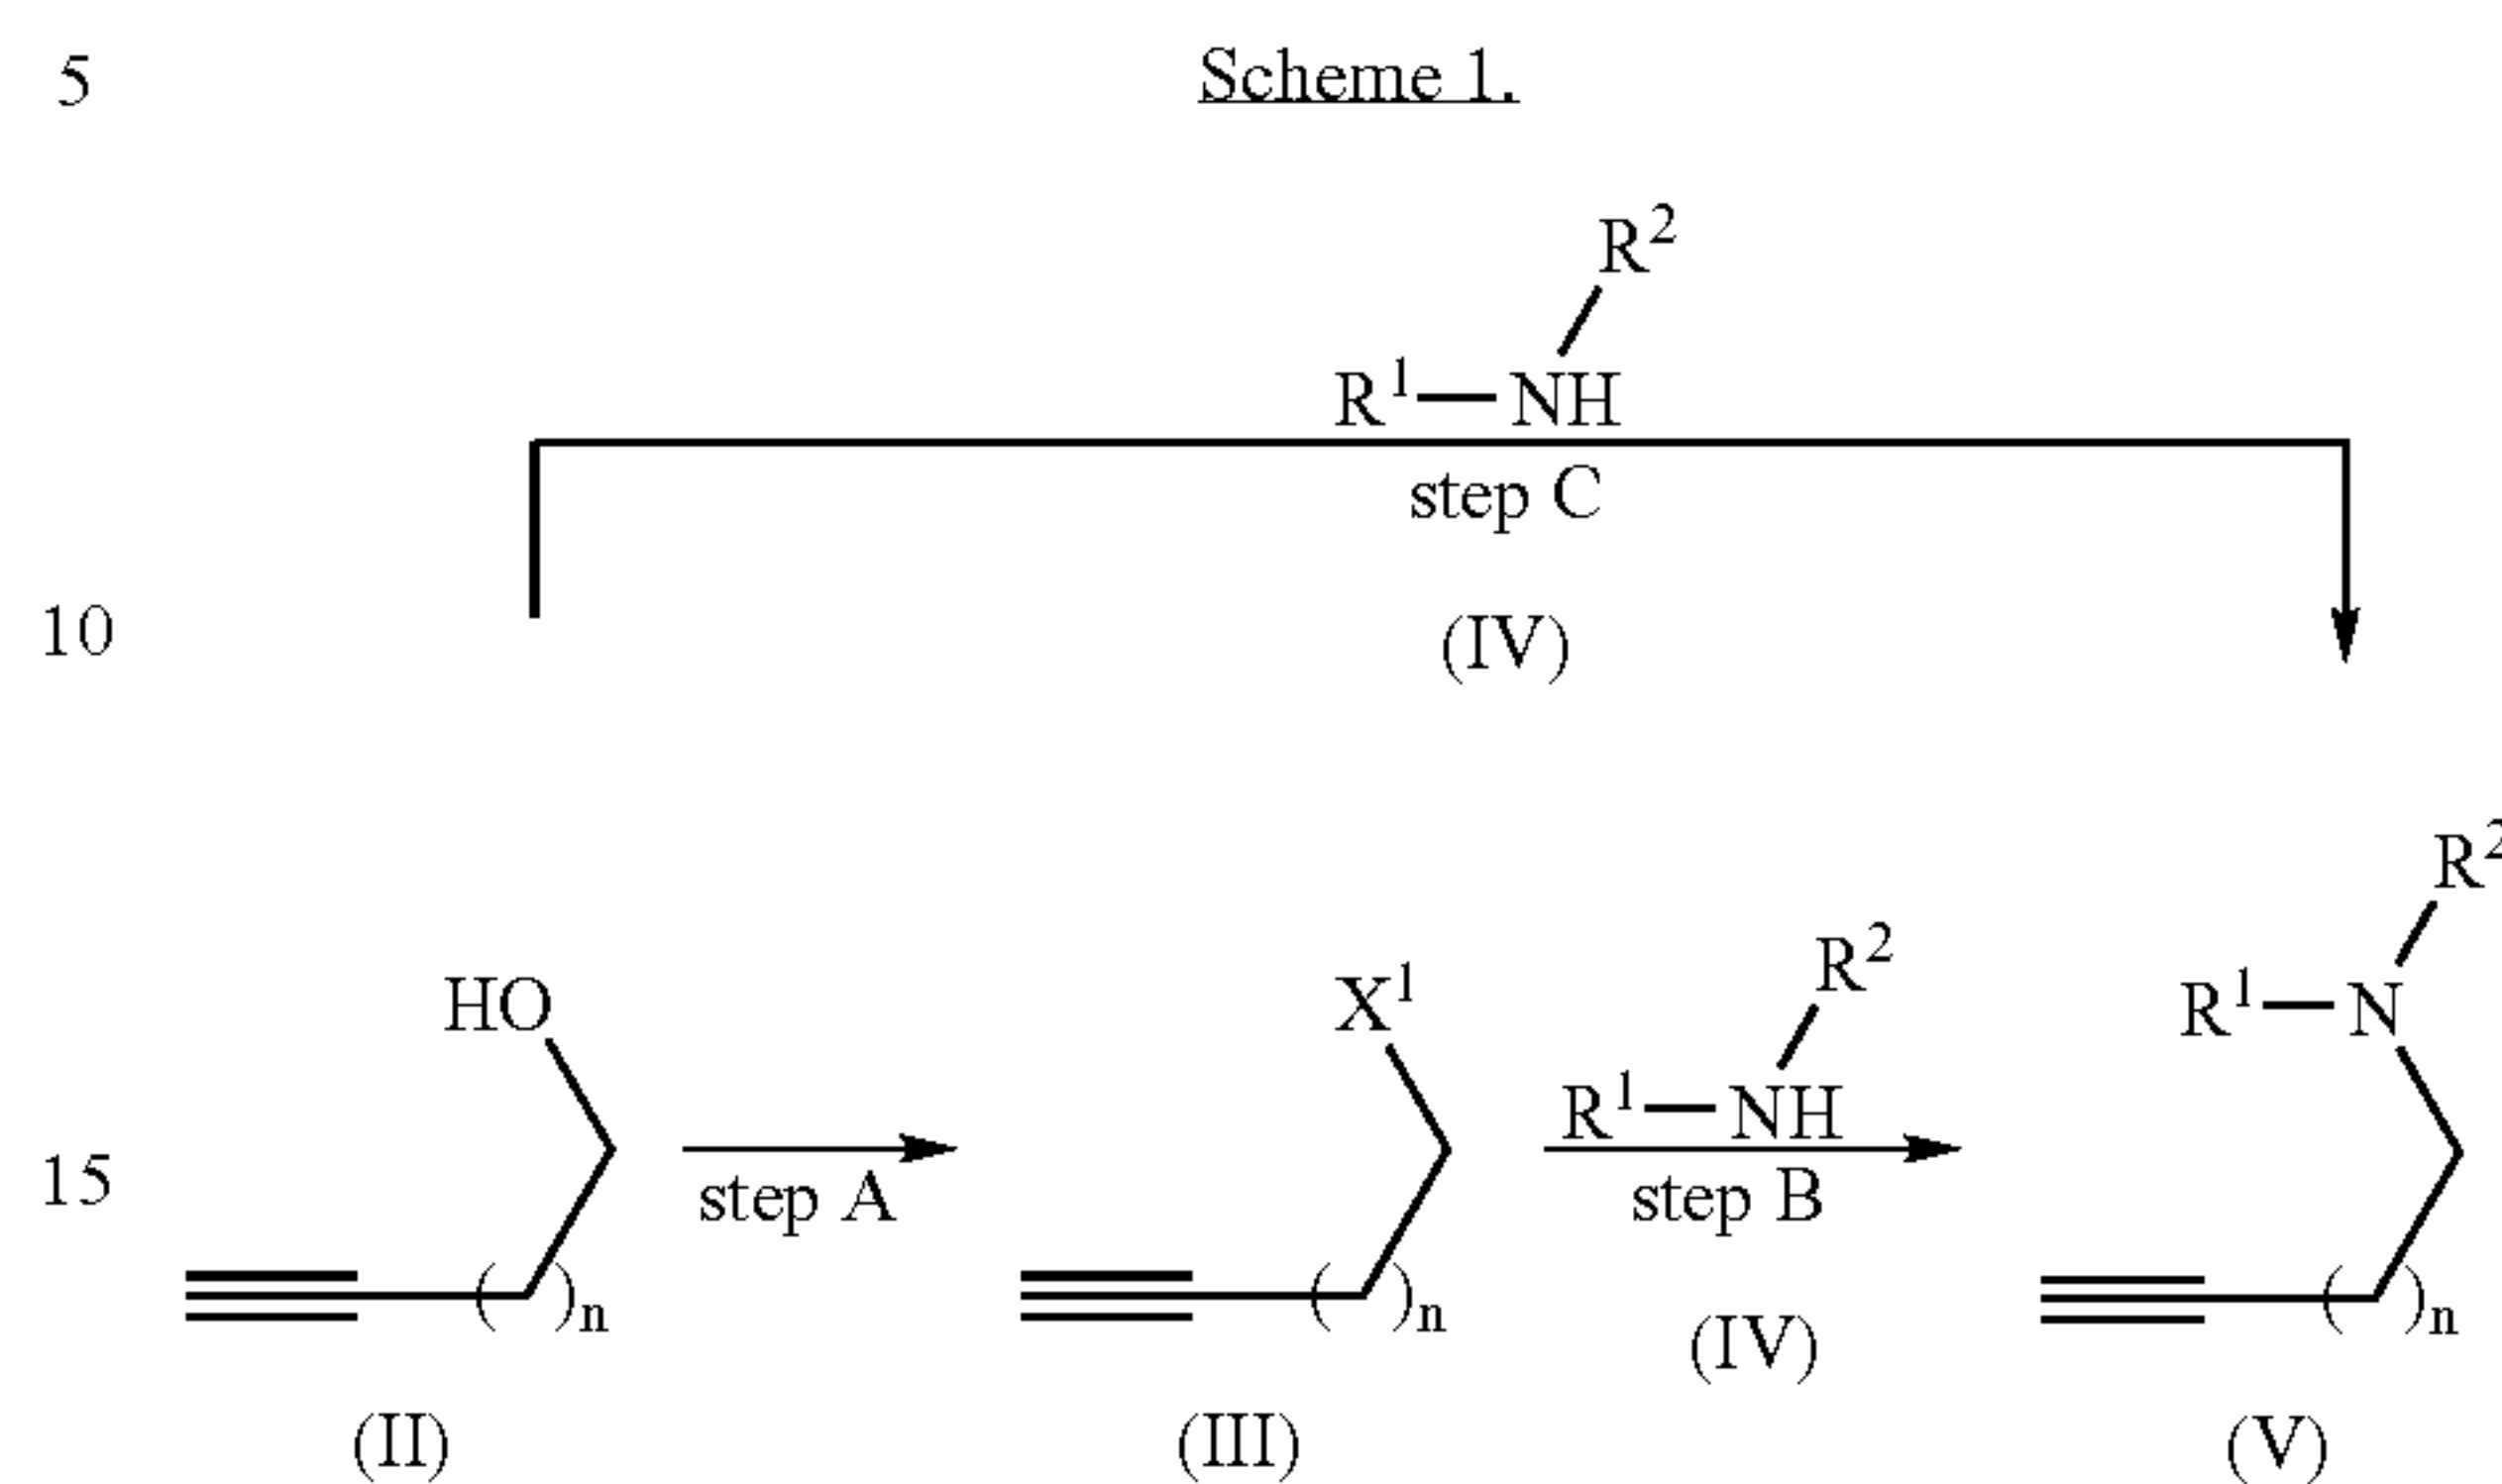 5 Scheme 1.
R²
R¹ NH
step C
10 (IV)
R²
R²
HO X¹ R¹ N
R¹ NH
15 step A step B
n n n
(IV)
(II) (III) (V)